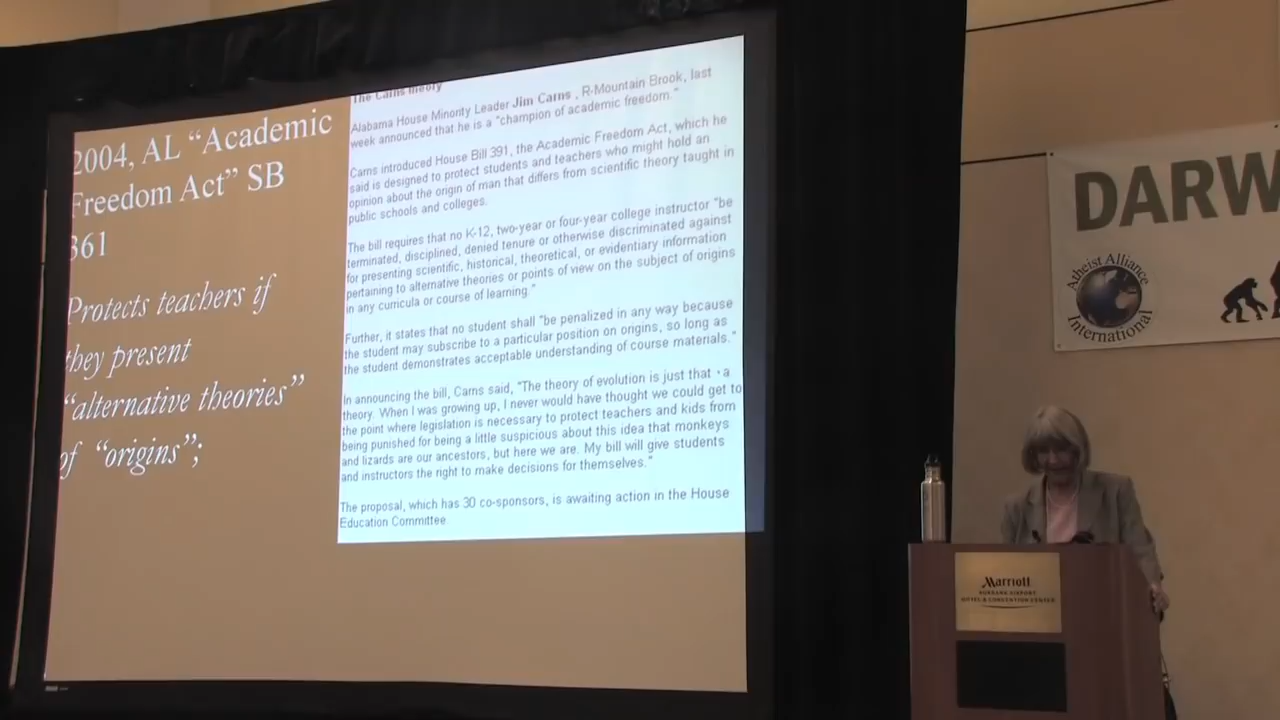 2004, AL “Academic
Freedom Act” SB
361
Protects teachers if
they present
“alternative theories”
of “origins”;
The Carns theory
Alabama House Minority Leader Jim Carns , R-Mountain Brook, last
week announced that he is a "champion of academic freedom."
Carns introduced House Bill 391, the Academic Freedom Act, which he
said is designed to protect students and teachers who might hold an
opinion about the origin of man that differs from scientific theory taught in
public schools and colleges.
The bill requires that no K-12, two-year or four-year college instructor "be
terminated, disciplined, denied tenure or otherwise discriminated against
for presenting scientific, historical, theoretical, or evidentiary information
pertaining to alternative theories or points of view on the subject of origins
in any curricula or course of learning."
Further, it states that no student shall "be penalized in any way because
the student may subscribe to a particular position on origins, so long as
the student demonstrates acceptable understanding of course materials."
In announcing the bill, Carns said, "The theory of evolution is just that · a
theory. When I was growing up, I never would have thought we could get to
the point where legislation is necessary to protect teachers and kids from
being punished for being a little suspicious about this idea that monkeys
and lizards are our ancestors, but here we are. My bill will give students
and instructors the right to make decisions for themselves."
The proposal, which has 30 co-sponsors, is awaiting action in the House
Education Committee
DARW
Atheist Alliance
International
Marriott
BURBANK AIRPORT
HOTEL & CONVENTION CENTER